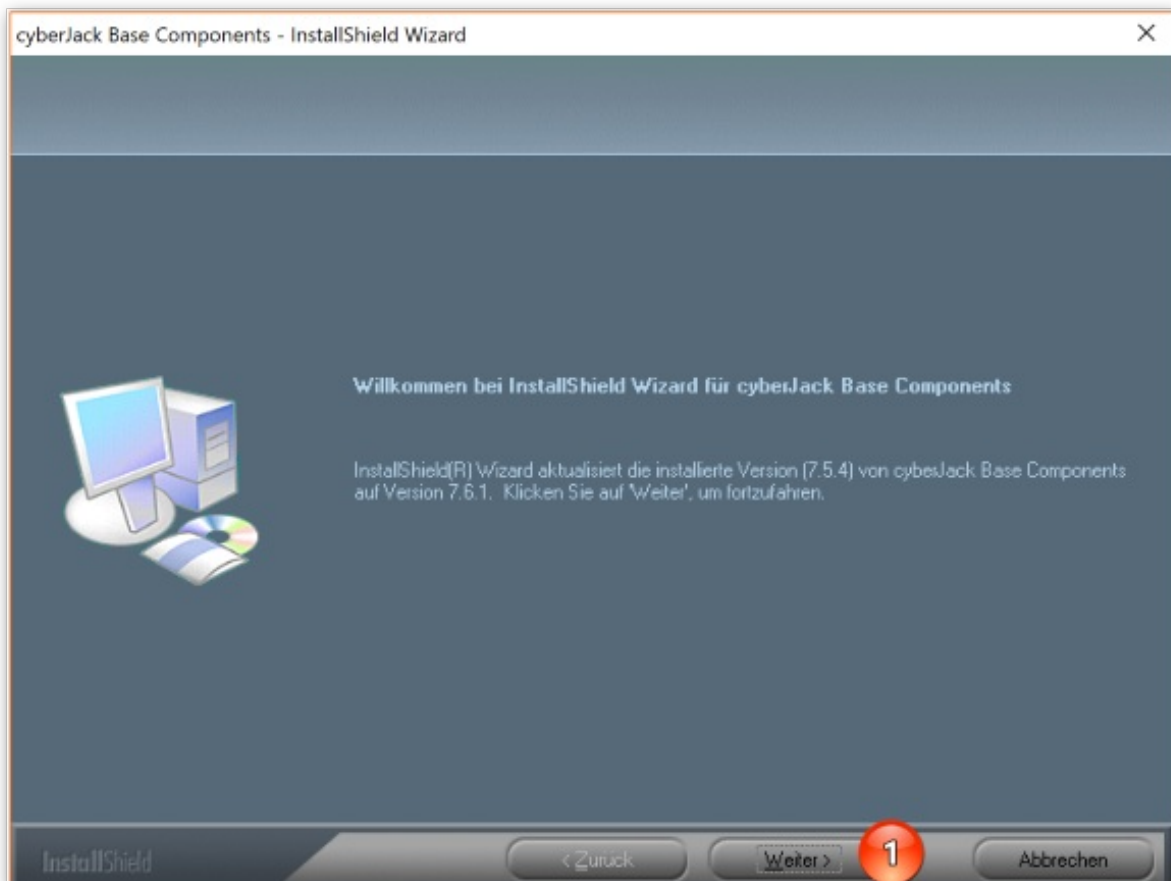 cyberJack Base Components - InstallShield Wizard
Willkommen bei InstallShield Wizard für cyberJack Base Components
InstallShield(R) Wizard aktualisiert die installierte Version (7.5.4) von cyberJack Base Components
auf Version 7.6.1. Klicken Sie auf 'Weiter', um fortzufahren.
InstallShield
< Zurück
Weiter >
1
Abbrechen